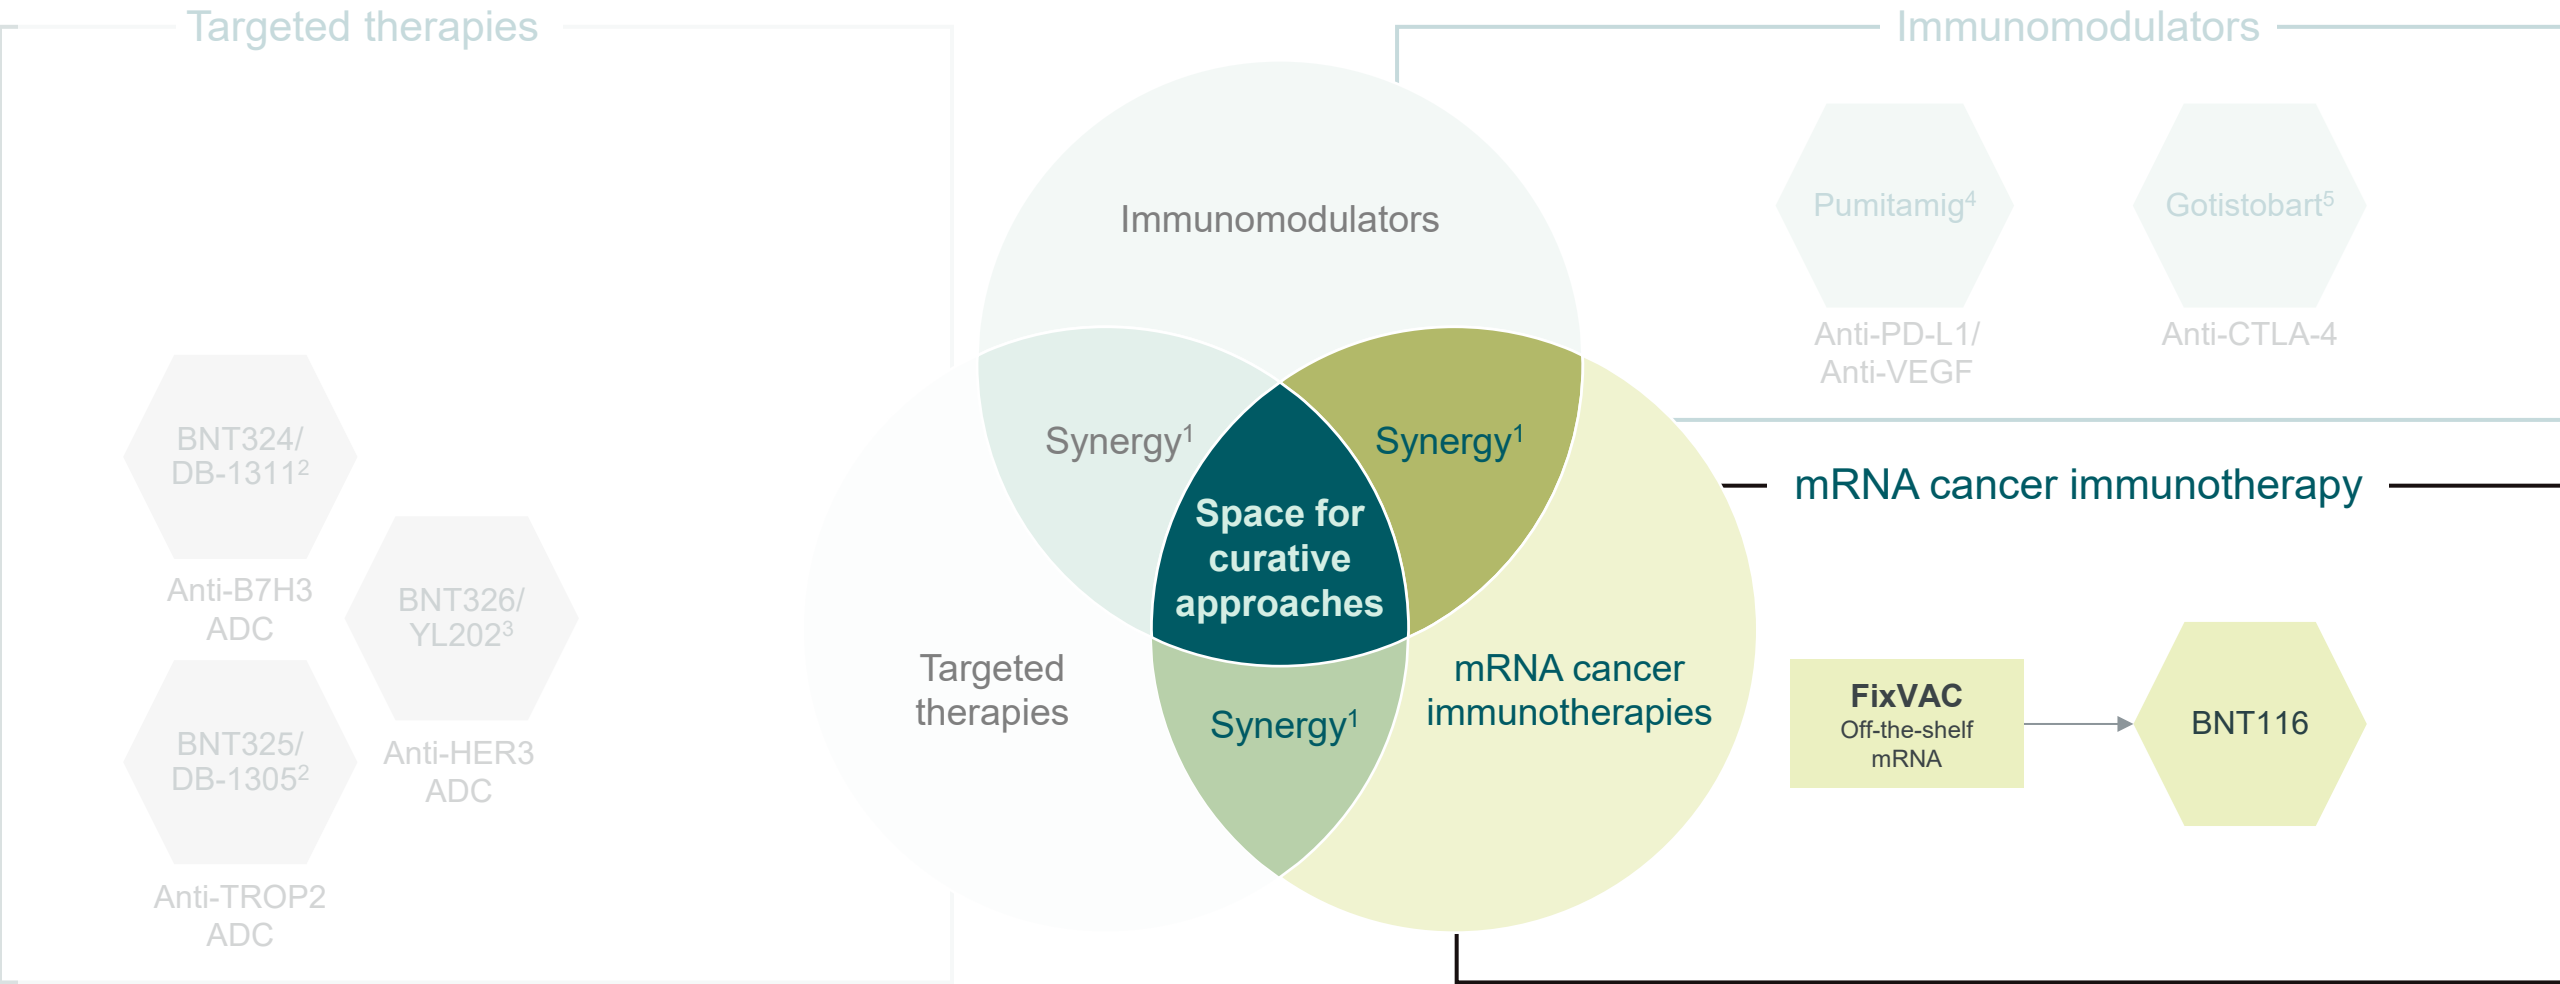 Targeted therapies
BNT324/
DB-1311²
Anti-B7H3
ADC
BNT326/
YL202³
Anti-HER3
ADC
BNT325/
DB-1305²
Anti-TROP2
ADC
Immunomodulators
Synergy¹
Synergy¹
Space for
curative
approaches
Targeted
therapies
mRNA cancer
immunotherapies
Synergy¹
Immunomodulators
Pumitamig⁴
Anti-PD-L1/
Anti-VEGF
Gotistobart⁵
Anti-CTLA-4
mRNA cancer immunotherapy
FixVAC
Off-the-shelf
mRNA
BNT116